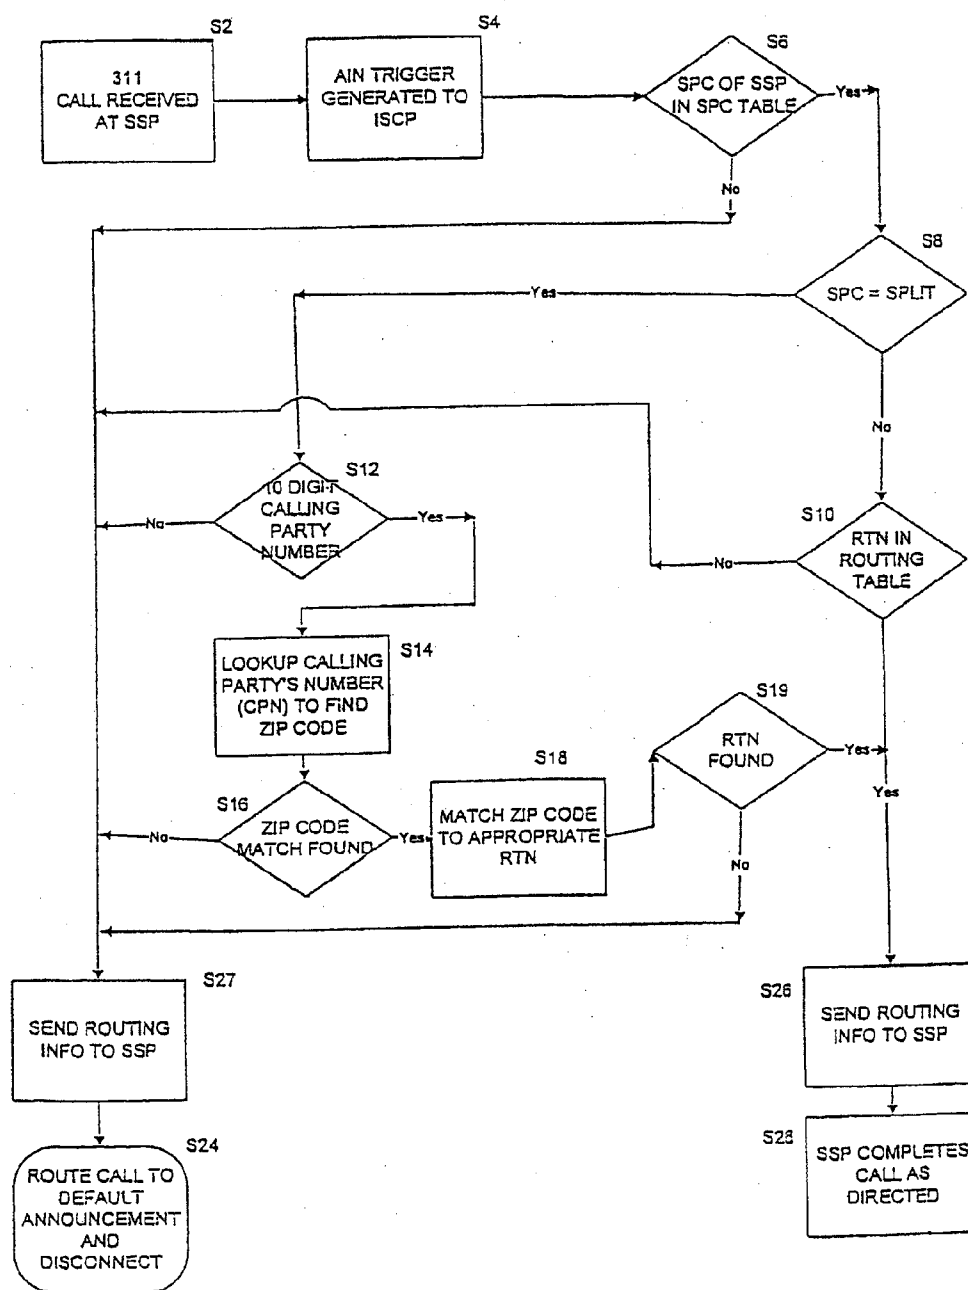 S2
311
CALL RECEIVED
AT SSP
S4
AIN TRIGGER
GENERATED TO
ISCP
S6
SPC OF SSP
IN SPC TABLE
Yes
No
S8
SPC = SPLIT
Yes
No
S12
10 DIGIT
CALLING
PARTY
NUMBER
No
Yes
S10
RTN IN
ROUTING
TABLE
No
Yes
S14
LOOKUP CALLING
PARTY'S NUMBER
(CPN) TO FIND
ZIP CODE
S16
ZIP CODE
MATCH FOUND
No
Yes
S18
MATCH ZIP CODE
TO APPROPRIATE
RTN
S19
RTN
FOUND
Yes
No
S27
SEND ROUTING
INFO TO SSP
S26
SEND ROUTING
INFO TO SSP
S24
ROUTE CALL TO
DEFAULT
ANNOUNCEMENT
AND
DISCONNECT
S28
SSP COMPLETES
CALL AS
DIRECTED